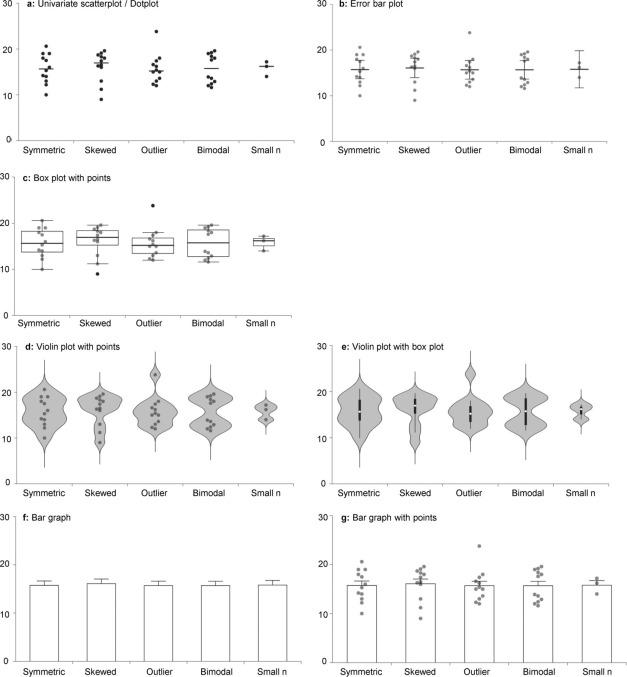 a: Univariate scatterplot / Dotplot
30
20
10
0
Symmetric Skewed Outlier Bimodal Small n
b: Error bar plot
30
20
10
0
Symmetric Skewed Outlier Bimodal Small n
c: Box plot with points
30
20
10
0
Symmetric Skewed Outlier Bimodal Small n
d: Violin plot with points
30
20
10
0
Symmetric Skewed Outlier Bimodal Small n
e: Violin plot with box plot
30
20
10
0
Symmetric Skewed Outlier Bimodal Small n
f: Bar graph
30
20
10
0
Symmetric Skewed Outlier Bimodal Small n
g: Bar graph with points
30
20
10
0
Symmetric Skewed Outlier Bimodal Small n